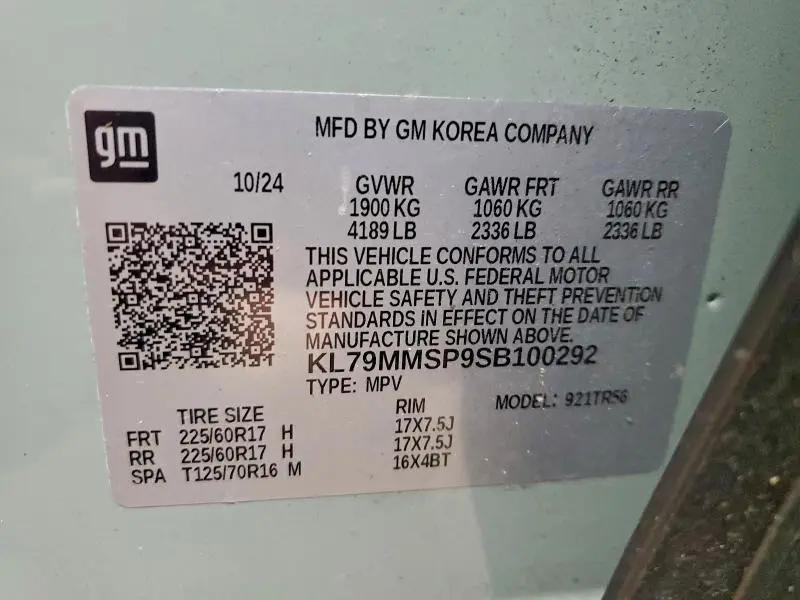 gm
MFD BY GM KOREA COMPANY
10/24 GVWR GAWR FRT GAWR RR
1900 KG 1060 KG 1060 KG
4189 LB 2336 LB 2336 LB
THIS VEHICLE CONFORMS TO ALL
APPLICABLE U.S. FEDERAL MOTOR
VEHICLE SAFETY AND THEFT PREVENTION
STANDARDS IN EFFECT ON THE DATE OF
MANUFACTURE SHOWN ABOVE.
KL79MMSP9SB100292
TYPE: MPV MODEL: 921TR56
TIRE SIZE RIM
FRT 225/60R17 H 17X7.5J
RR 225/60R17 H 17X7.5J
SPA T125/70R16 M 16X4BT